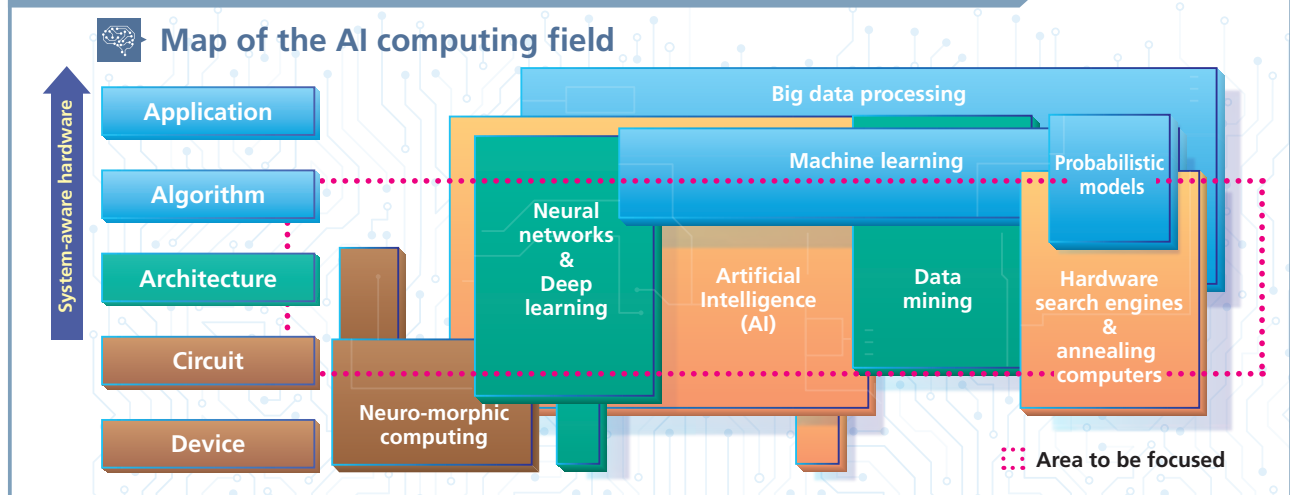 Map of the AI computing field
System-aware hardware
Application
Algorithm
Architecture
Circuit
Device
Big data processing
Machine learning
Probabilistic
models
Neural
networks
&
Deep
learning
Artificial
Intelligence
(AI)
Data
mining
Hardware
search engines
&
annealing
computers
Neuro-morphic
computing
Area to be focused